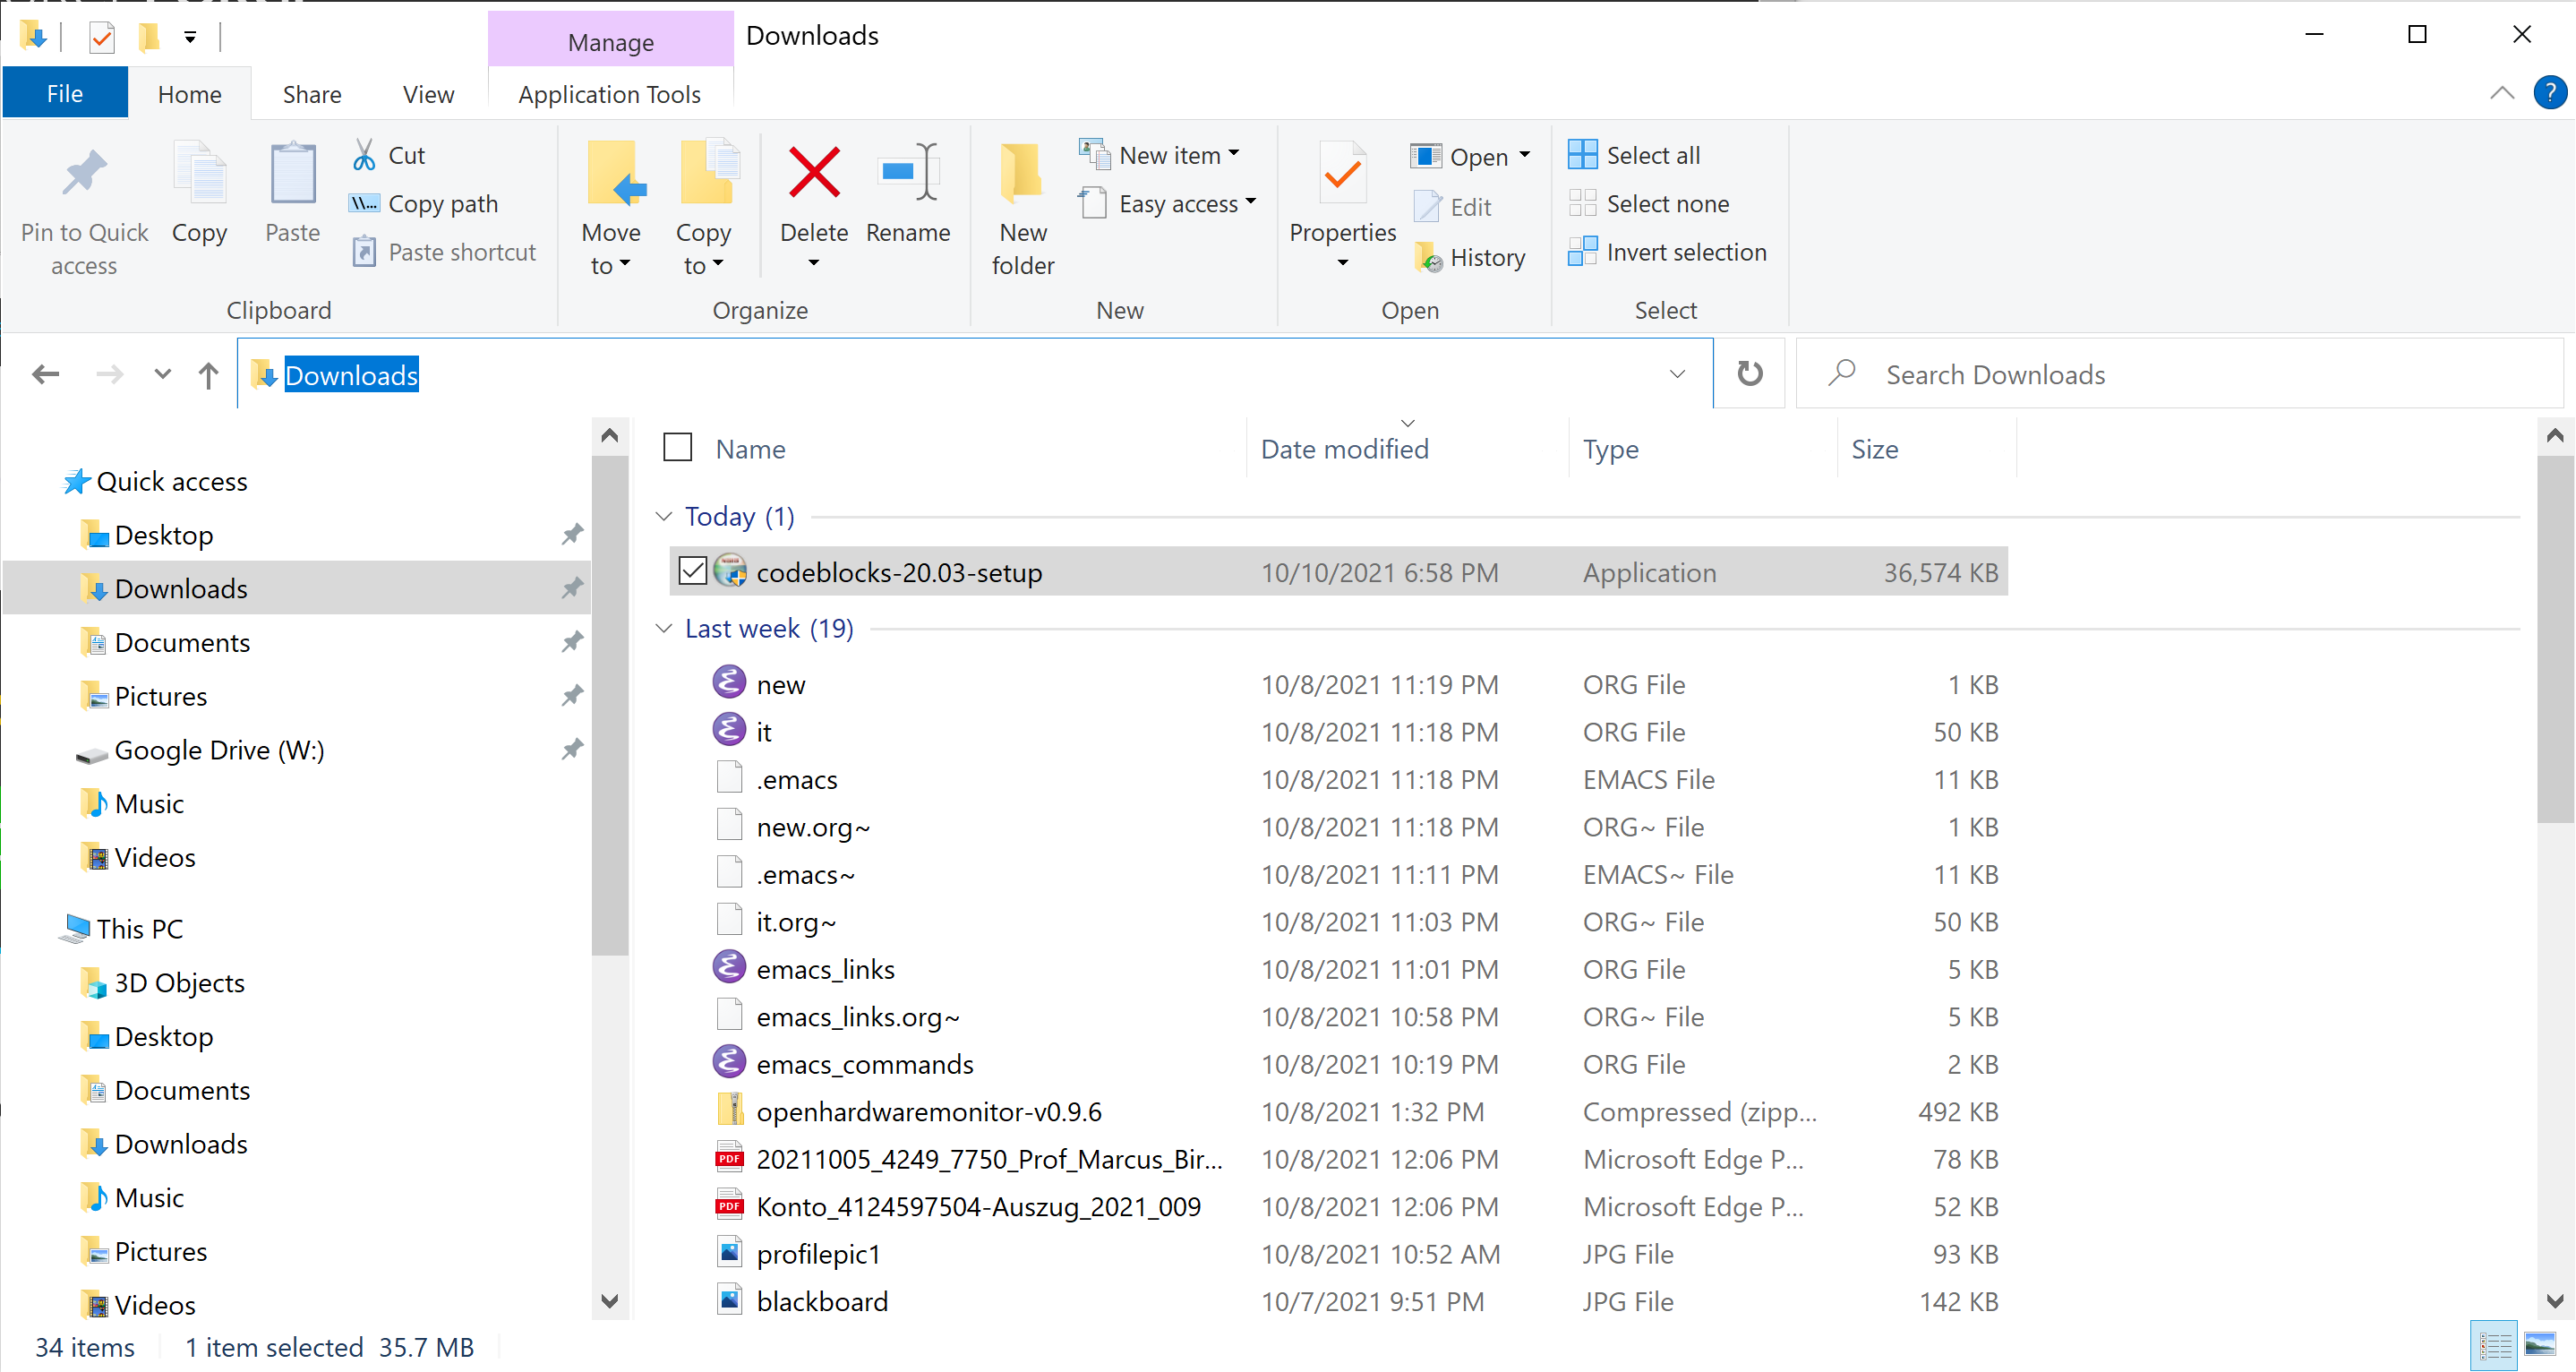 Manage
Downloads
File
Home
Share
View
Application Tools
Pin to Quick access
Copy
Paste
Cut
Copy path
Paste shortcut
Clipboard
Move to
Copy to
Delete
Rename
Organize
New folder
New item
Easy access
New
Properties
Open
Edit
History
Open
Select all
Select none
Invert selection
Select
Downloads
Search Downloads
Quick access
Desktop
Downloads
Documents
Pictures
Google Drive (W:)
Music
Videos
This PC
3D Objects
Desktop
Documents
Downloads
Music
Pictures
Videos
Name Date modified Type Size
Today (1)
codeblocks-20.03-setup 10/10/2021 6:58 PM Application 36,574 KB
Last week (19)
new 10/8/2021 11:19 PM ORG File 1 KB
it 10/8/2021 11:18 PM ORG File 50 KB
.emacs 10/8/2021 11:18 PM EMACS File 11 KB
new.org~ 10/8/2021 11:18 PM ORG~ File 1 KB
.emacs~ 10/8/2021 11:11 PM EMACS~ File 11 KB
it.org~ 10/8/2021 11:03 PM ORG~ File 50 KB
emacs_links 10/8/2021 11:01 PM ORG File 5 KB
emacs_links.org~ 10/8/2021 10:58 PM ORG~ File 5 KB
emacs_commands 10/8/2021 10:19 PM ORG File 2 KB
openhardwaremonitor-v0.9.6 10/8/2021 1:32 PM Compressed (zipp... 492 KB
20211005_4249_7750_Prof_Marcus_Bir... 10/8/2021 12:06 PM Microsoft Edge P... 78 KB
Konto_4124597504-Auszug_2021_009 10/8/2021 12:06 PM Microsoft Edge P... 52 KB
profilepic1 10/8/2021 10:52 AM JPG File 93 KB
blackboard 10/7/2021 9:51 PM JPG File 142 KB
34 items 1 item selected 35.7 MB